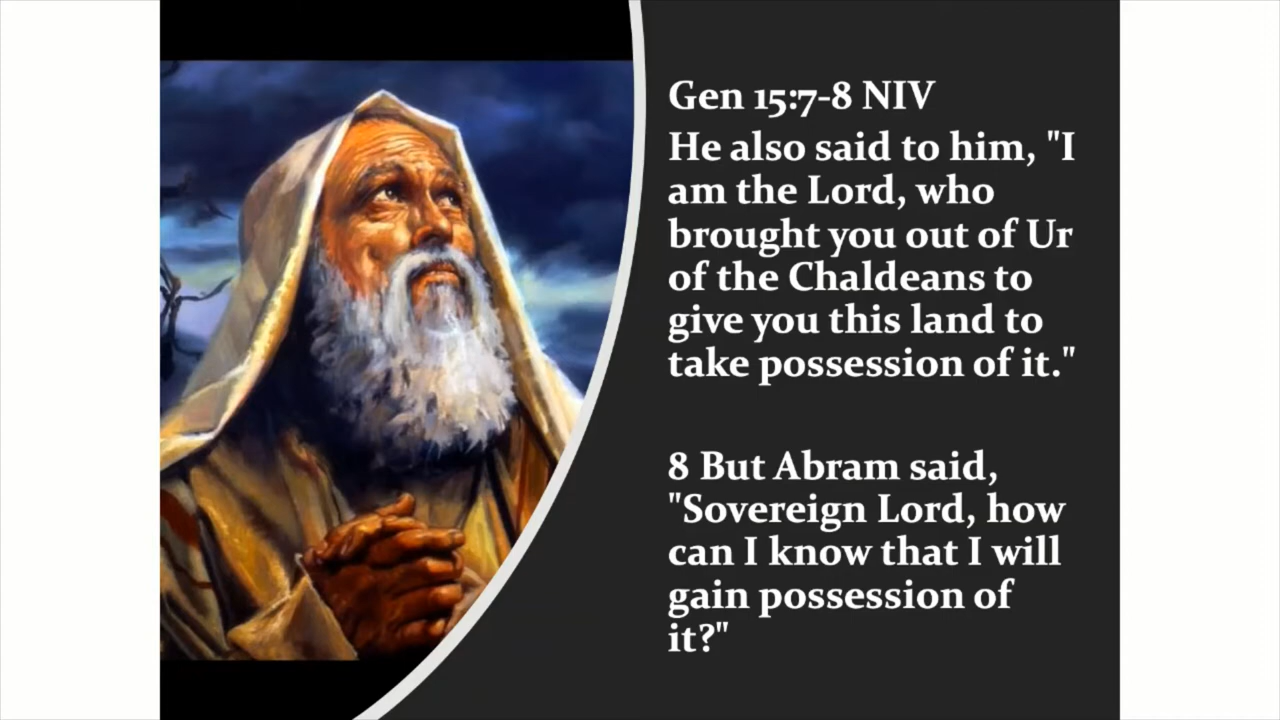 Gen 15:7-8 NIV
He also said to him, "I
am the Lord, who
brought you out of Ur
of the Chaldeans to
give you this land to
take possession of it."
8 But Abram said,
"Sovereign Lord, how
can I know that I will
gain possession of
it?"